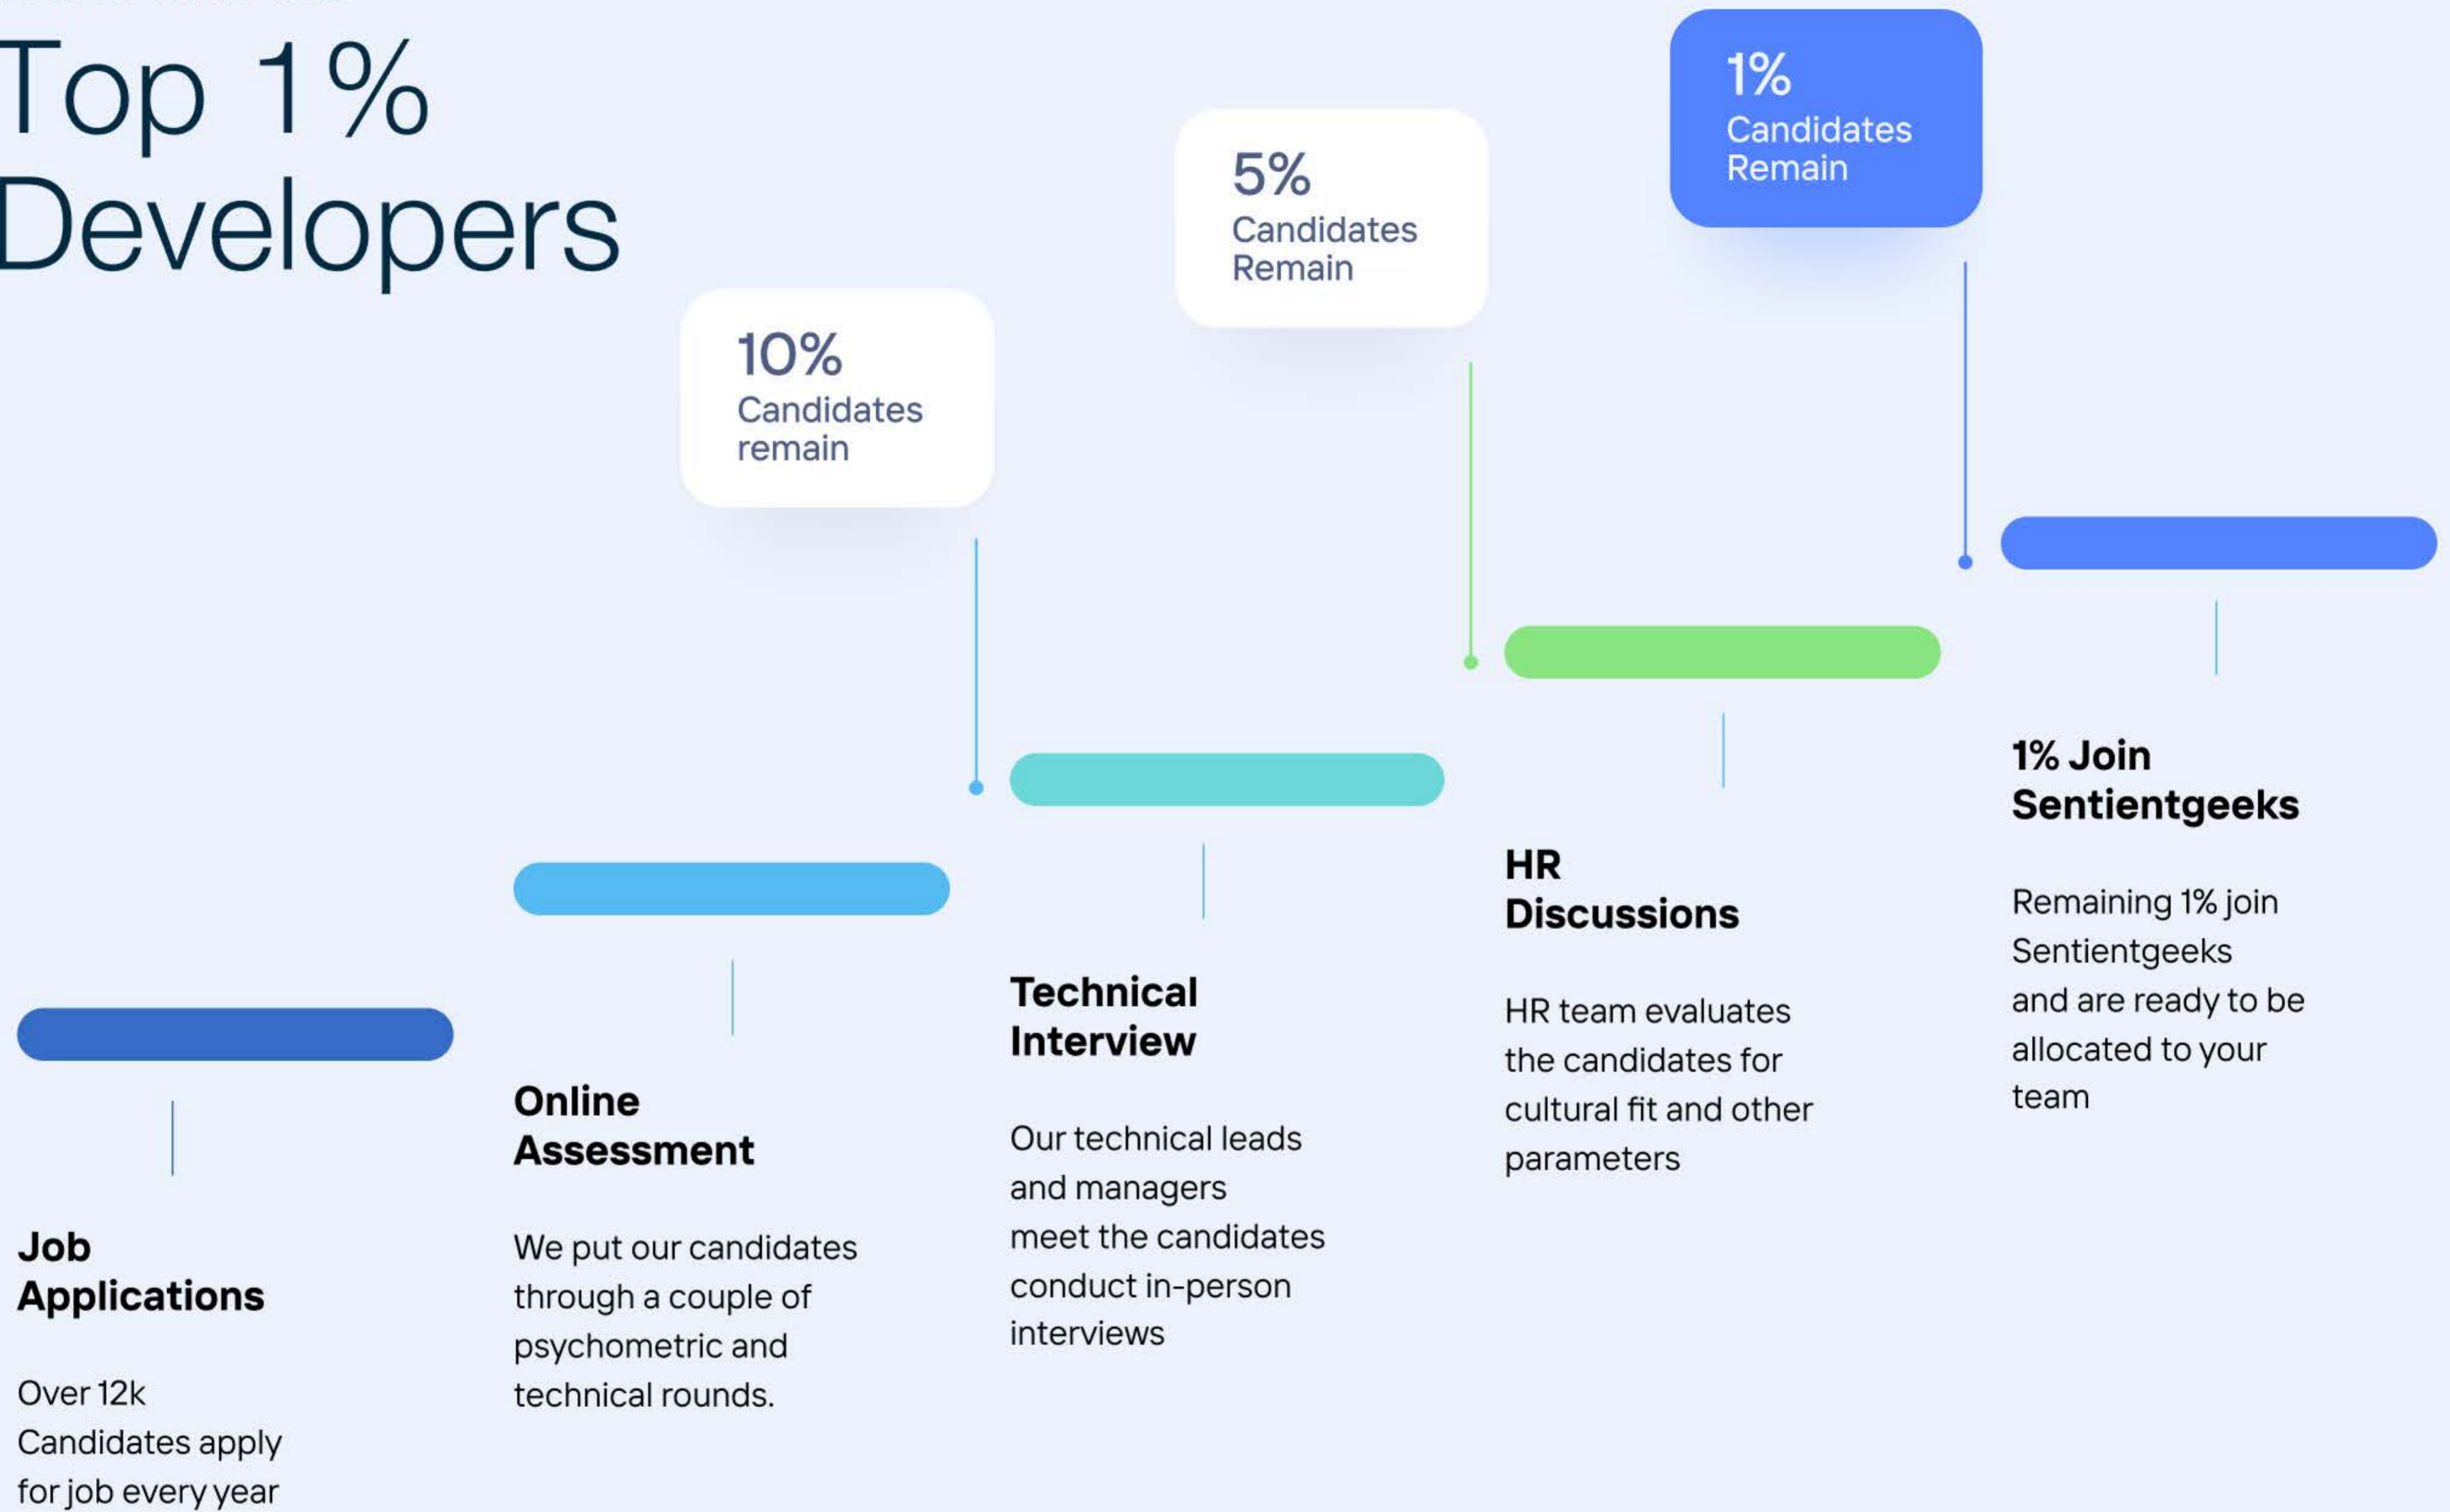 Top 1%
Developers
10%
Candidates
remain
5%
Candidates
Remain
1%
Candidates
Remain
Job
Applications
Over 12k
Candidates apply
for job every year
Online
Assessment
We put our candidates
through a couple of
psychometric and
technical rounds.
Technical
Interview
Our technical leads
and managers
meet the candidates
conduct in-person
interviews
HR
Discussions
HR team evaluates
the candidates for
cultural fit and other
parameters
1% Join
Sentientgeeks
Remaining 1% join
Sentientgeeks
and are ready to be
allocated to your
team